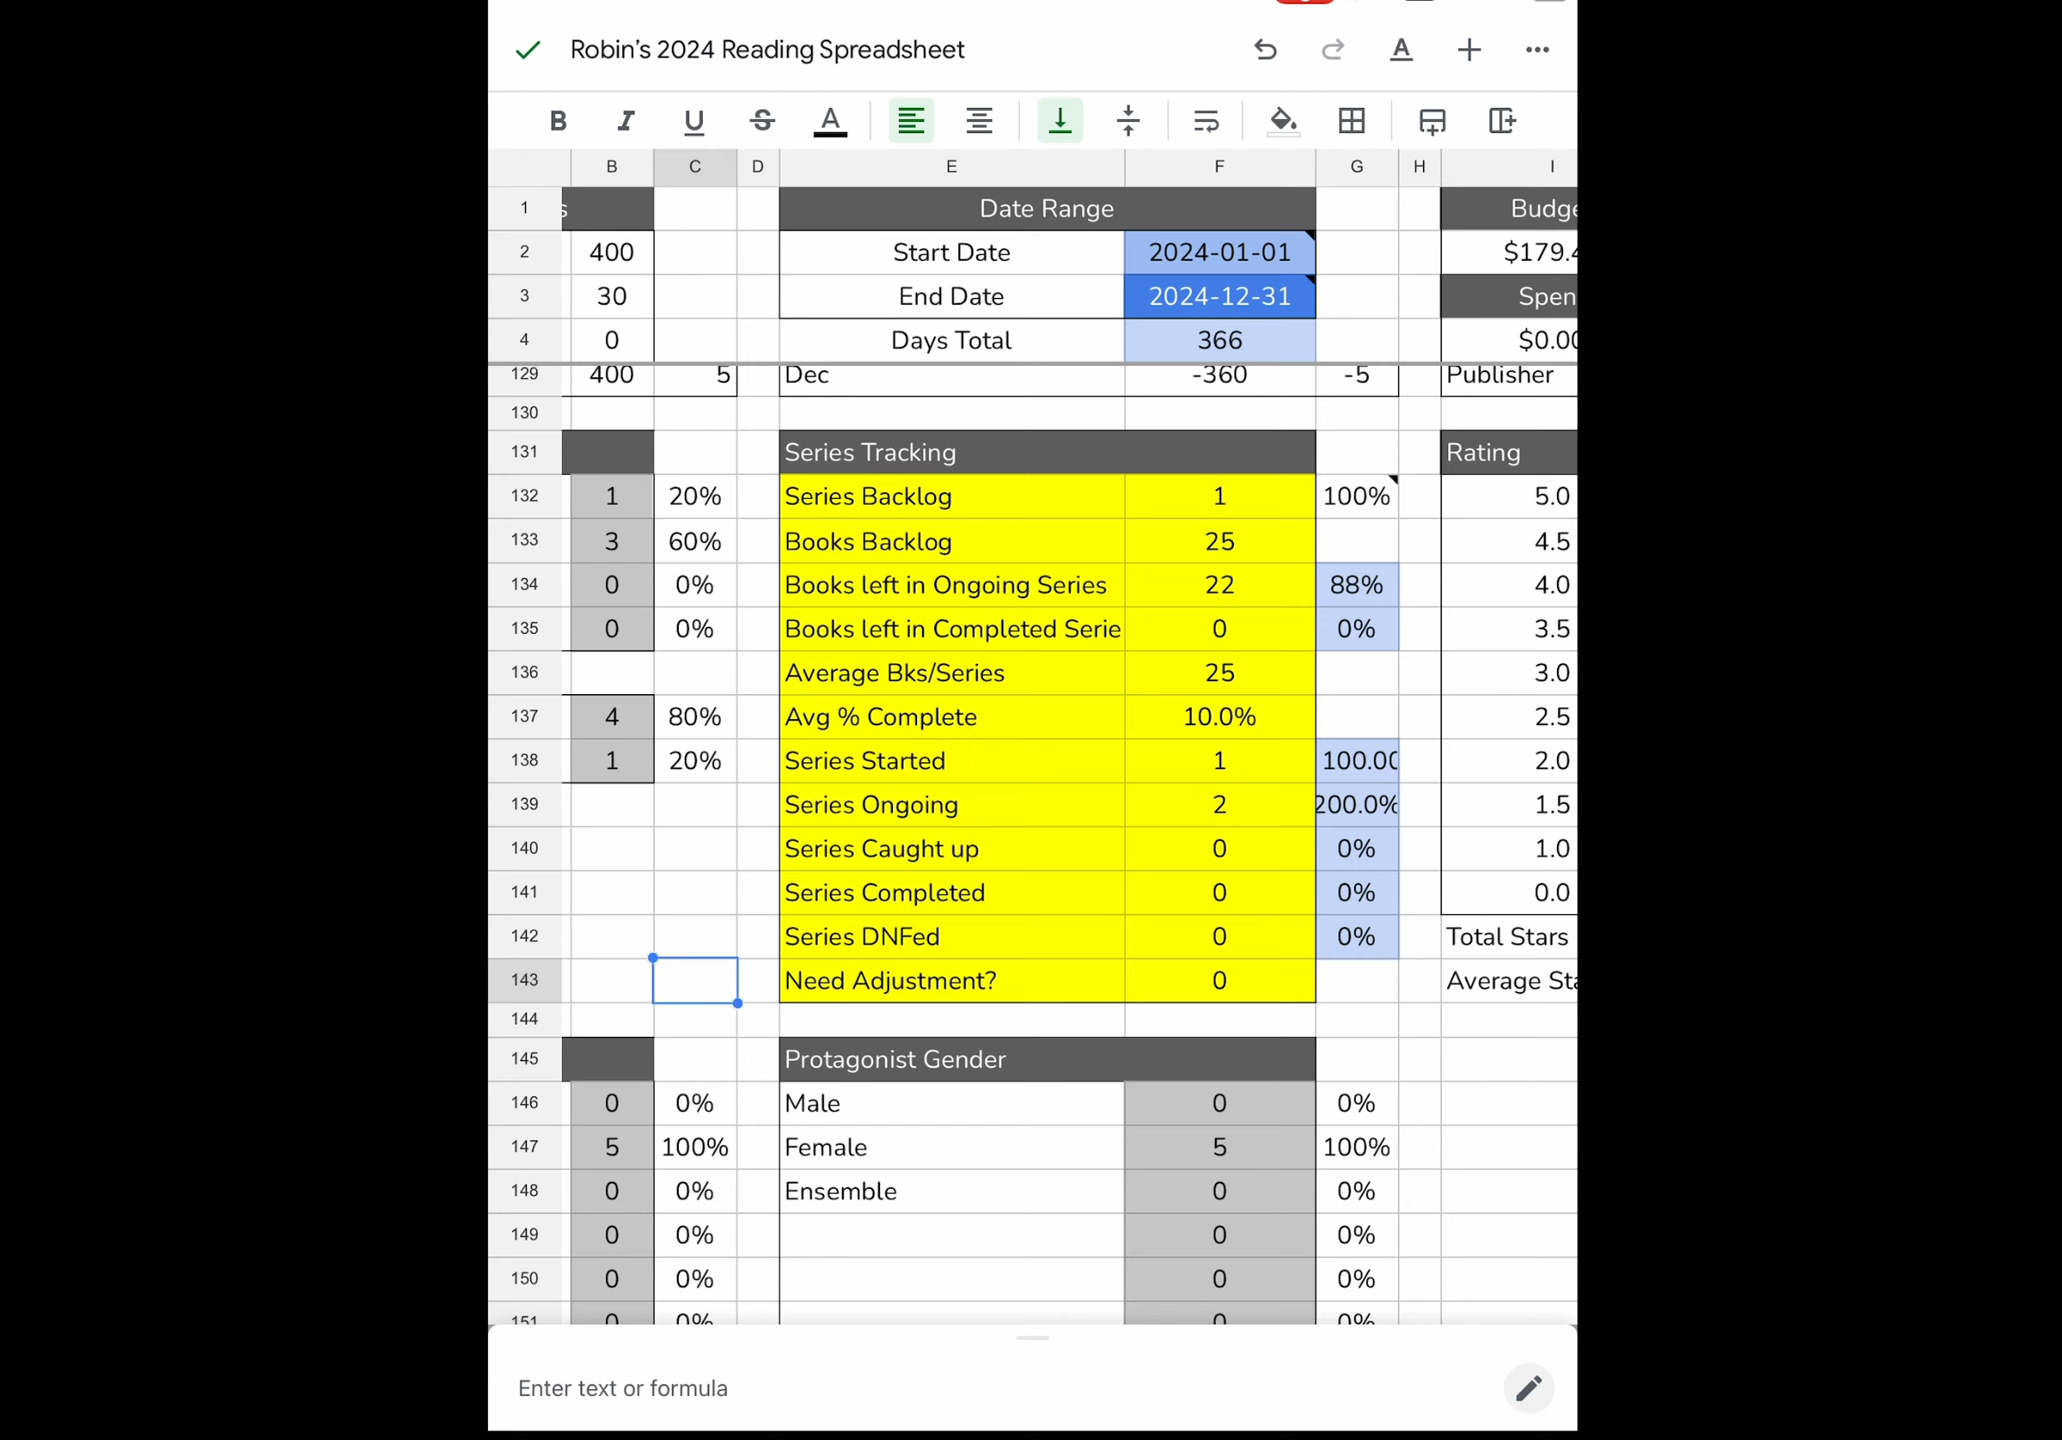 Robin's 2024 Reading Spreadsheet
B I U S A
B C D E F G H I
1 s Date Range Budge
2 400 Start Date 2024-01-01 $179.4
3 30 End Date 2024-12-31 Spen
4 0 Days Total 366 $0.00
129 400 5 Dec -360 -5 Publisher
130
131 Series Tracking Rating
132 1 20% Series Backlog 1 100% 5.0
133 3 60% Books Backlog 25 4.5
134 0 0% Books left in Ongoing Series 22 88% 4.0
135 0 0% Books left in Completed Serie 0 0% 3.5
136 Average Bks/Series 25 3.0
137 4 80% Avg % Complete 10.0% 2.5
138 1 20% Series Started 1 100.00 2.0
139 Series Ongoing 2 200.0% 1.5
140 Series Caught up 0 0% 1.0
141 Series Completed 0 0% 0.0
142 Series DNFed 0 0% Total Stars
143 Need Adjustment? 0 Average Sta
144
145 Protagonist Gender
146 0 0% Male 0 0%
147 5 100% Female 5 100%
148 0 0% Ensemble 0 0%
149 0 0% 0 0%
150 0 0% 0 0%
151 0 0% 0 0%
Enter text or formula